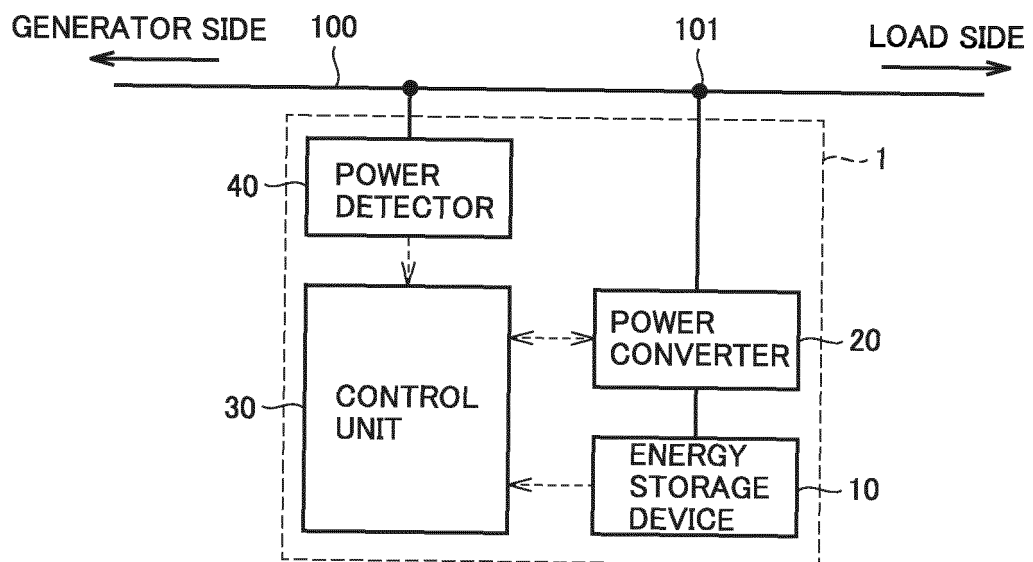 GENERATOR SIDE
100
101
LOAD SIDE
1
40
POWER
DETECTOR
POWER
CONVERTER
20
30
CONTROL
UNIT
ENERGY
STORAGE
DEVICE
10